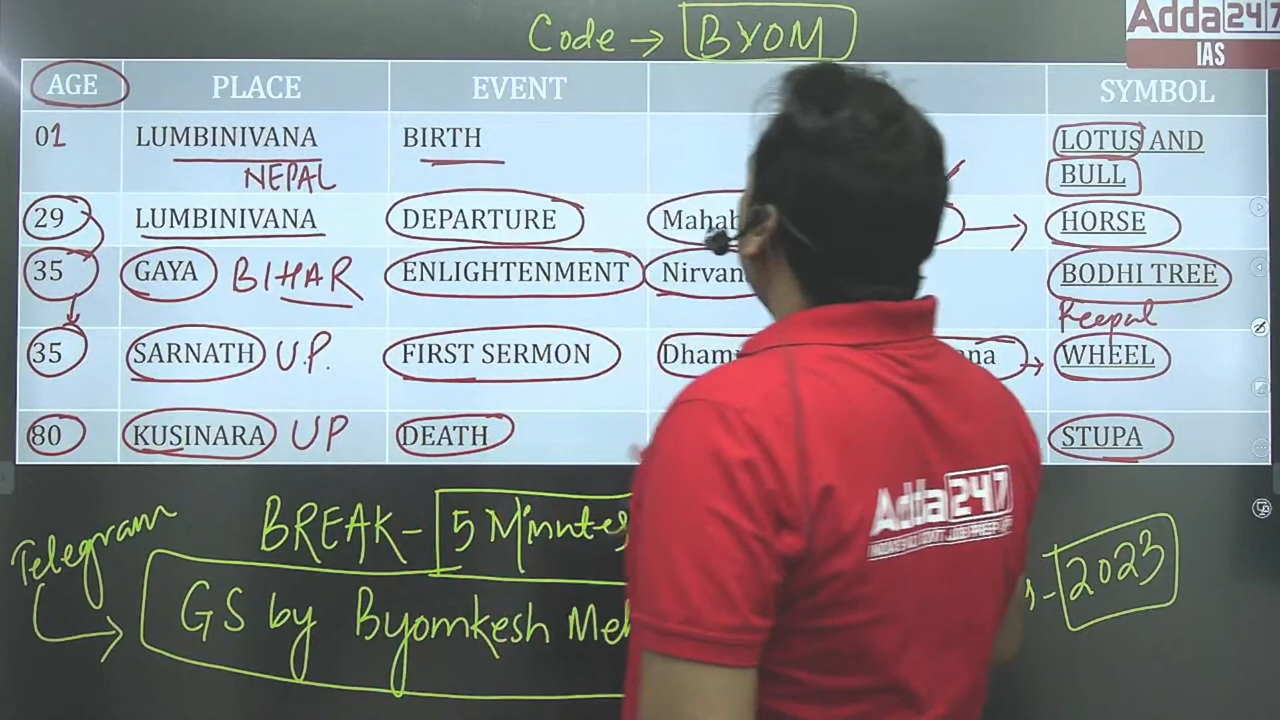 Code → BYOM
Adda247
IAS
AGE PLACE EVENT SYMBOL
01 LUMBINIVANA BIRTH LOTUS AND
NEPAL BULL
29 LUMBINIVANA DEPARTURE HORSE
35 GAYA BIHAR ENLIGHTENMENT BODHI TREE
Peepal
35 SARNATH U.P. FIRST SERMON WHEEL
80 KUSINARA UP DEATH STUPA
Telegram
BREAK - 5 Minutes
2023
GS by Byomkesh
Adda247